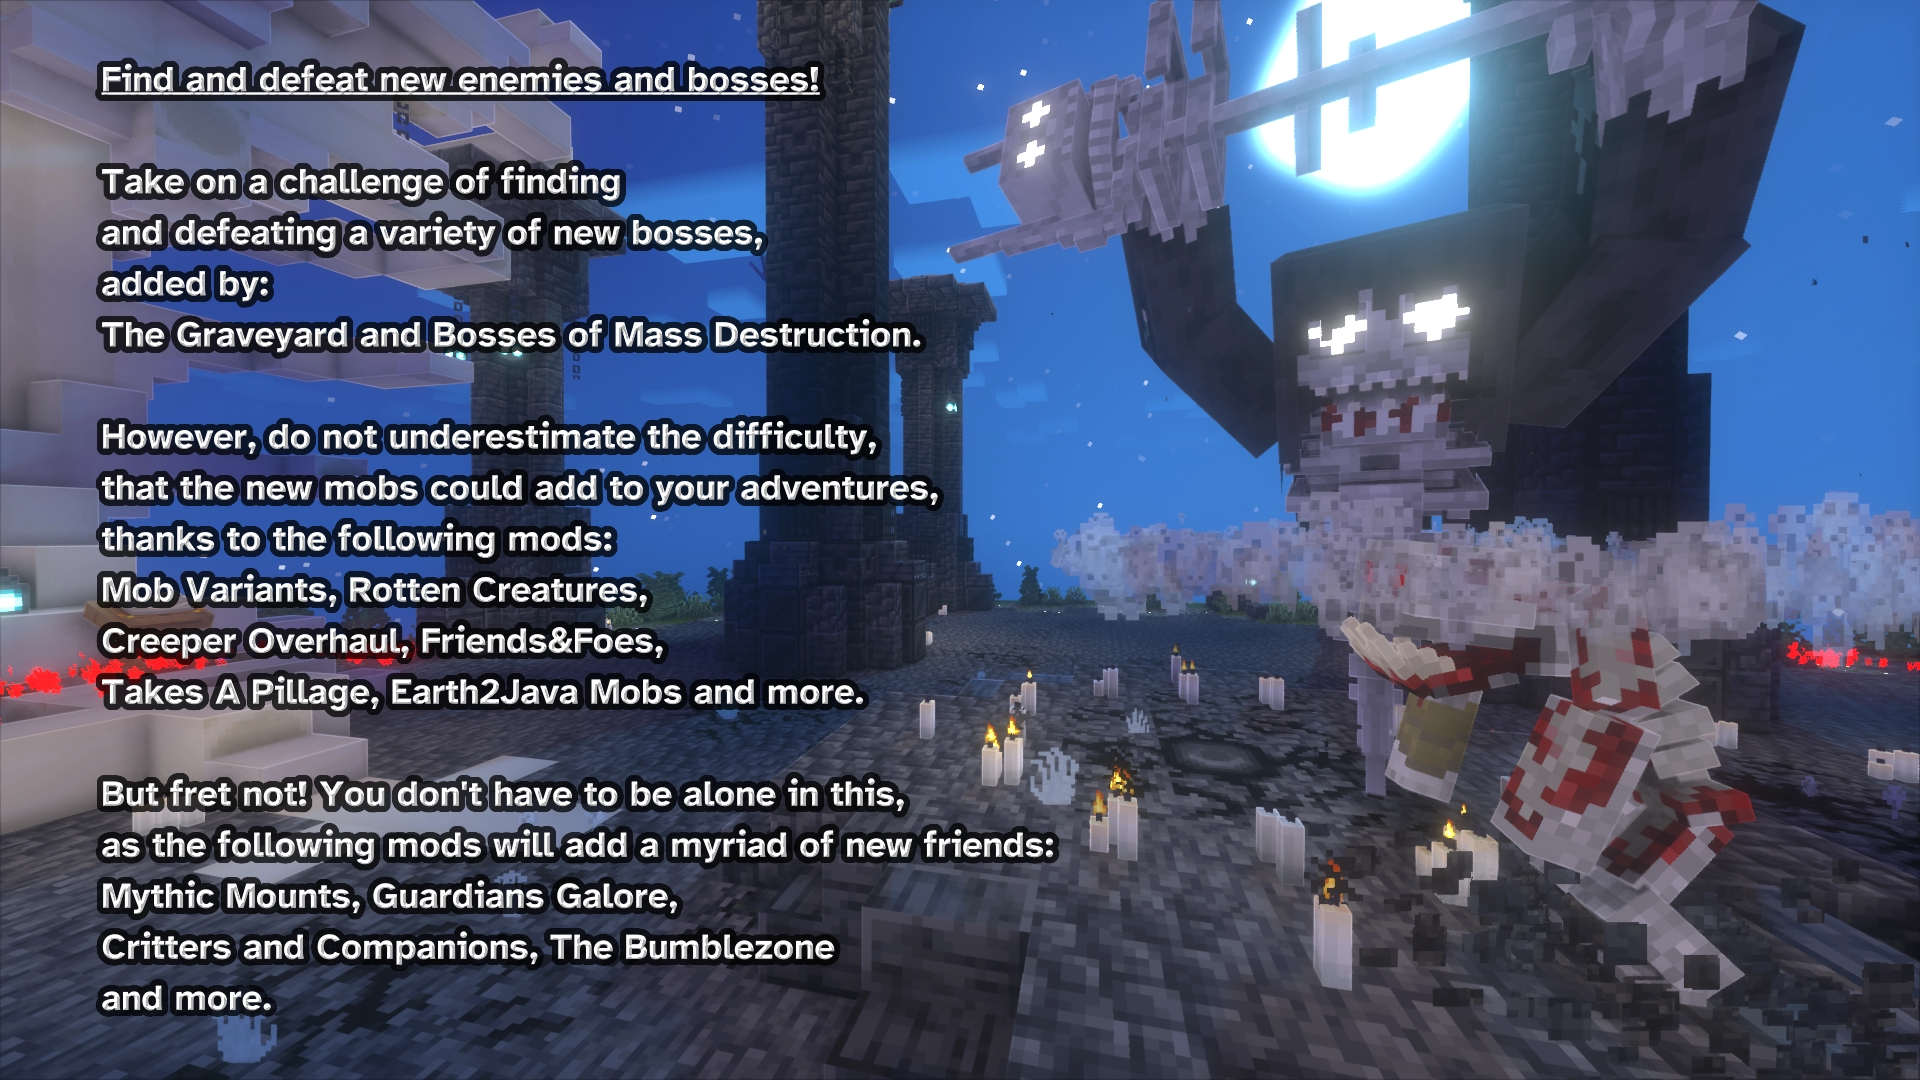 Find and defeat new enemies and bosses!
Take on a challenge of finding
and defeating a variety of new bosses,
added by:
The Graveyard and Bosses of Mass Destruction.
However, do not underestimate the difficulty,
that the new mobs could add to your adventures,
thanks to the following mods:
Mob Variants, Rotten Creatures,
Creeper Overhaul, Friends&Foes,
Takes A Pillage, Earth2Java Mobs and more.
But fret not! You don't have to be alone in this,
as the following mods will add a myriad of new friends:
Mythic Mounts, Guardians Galore,
Critters and Companions, The Bumblezone
and more.